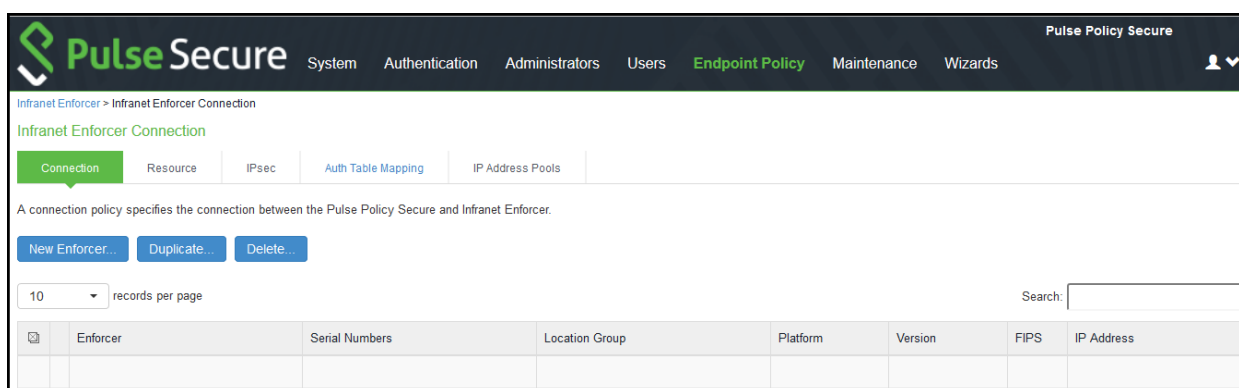 Pulse Policy Secure
Pulse Secure System Authentication Administrators Users Endpoint Policy Maintenance Wizards
Infranet Enforcer > Infranet Enforcer Connection
Infranet Enforcer Connection
Connection Resource IPsec Auth Table Mapping IP Address Pools
A connection policy specifies the connection between the Pulse Policy Secure and Infranet Enforcer.
New Enforcer... Duplicate... Delete...
10 records per page Search:
Enforcer Serial Numbers Location Group Platform Version FIPS IP Address